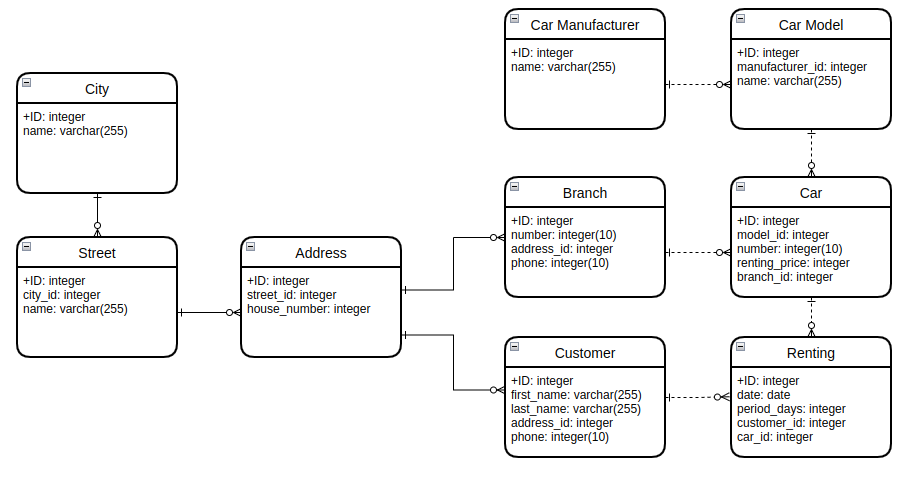 Car Manufacturer
+ID: integer
name: varchar(255)
Car Model
+ID: integer
manufacturer_id: integer
name: varchar(255)
City
+ID: integer
name: varchar(255)
Branch
+ID: integer
number: integer(10)
address_id: integer
phone: integer(10)
Car
+ID: integer
model_id: integer
number: integer(10)
renting_price: integer
branch_id: integer
Street
+ID: integer
city_id: integer
name: varchar(255)
Address
+ID: integer
street_id: integer
house_number: integer
Customer
+ID: integer
first_name: varchar(255)
last_name: varchar(255)
address_id: integer
phone: integer(10)
Renting
+ID: integer
date: date
period_days: integer
customer_id: integer
car_id: integer